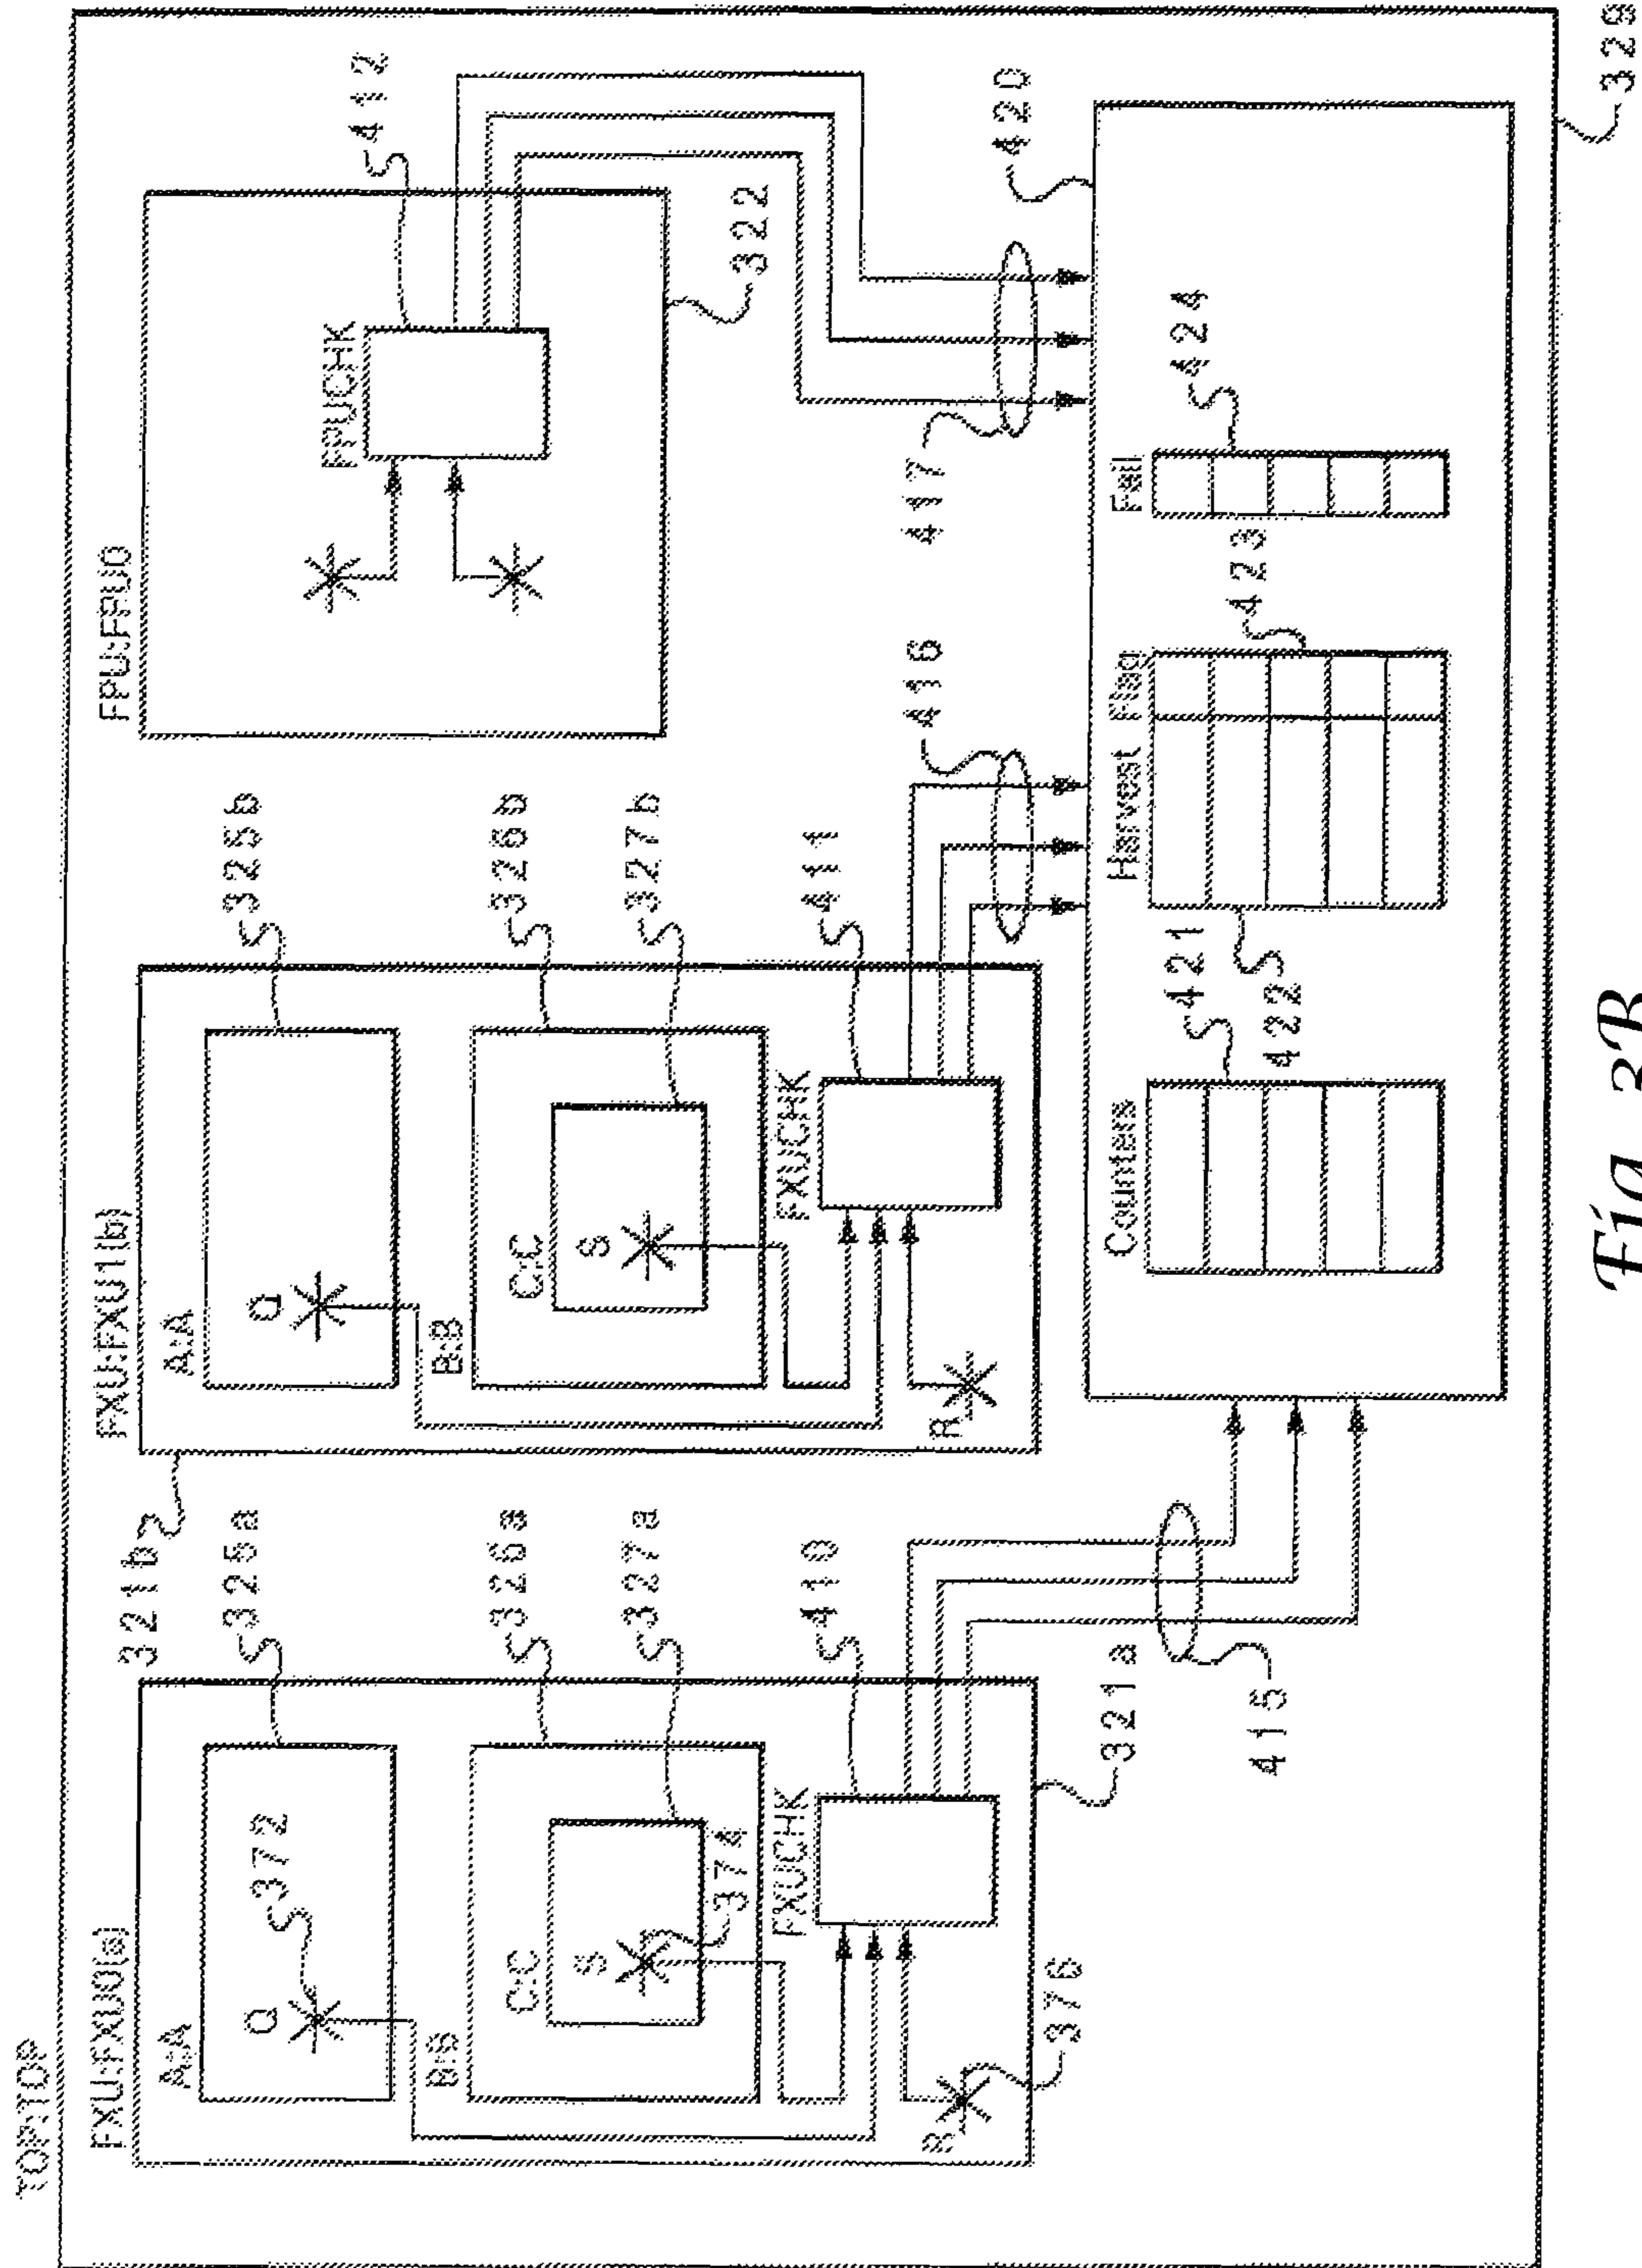 TOP:TOP
FXU:FXU0(a)
A:A
Q
372
B:B
C:C
S
374
FXUCHK
R
376
321a
325a
326a
327a
410
415
321b
FXU:FXU1(b)
A:A
Q
B:B
C:C
S
FXUCHK
R
325b
326b
327b
411
416
FPU:FPU0
FPUCHK
412
322
417
420
Counters
421
422
Harvest Flag
423
Fail
424
329
Fig. 3B